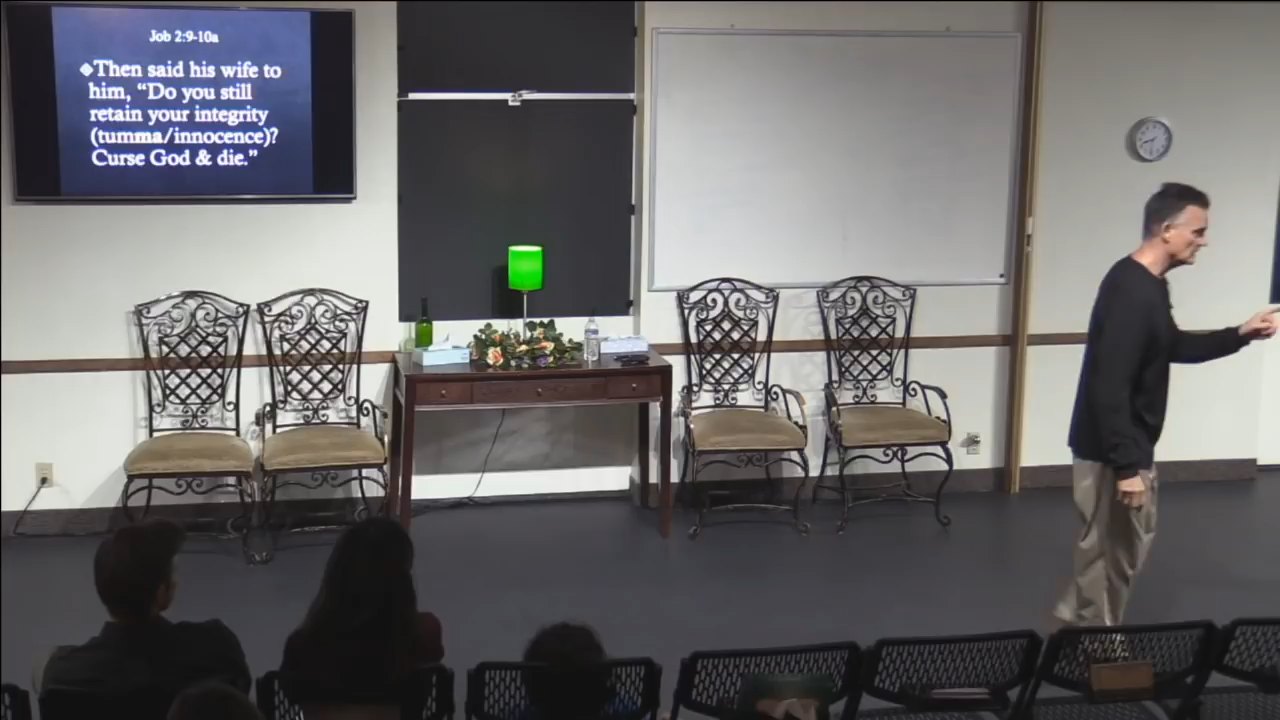 Job 2:9-10a
◆Then said his wife to
him, “Do you still
retain your integrity
(tumma/innocence)?
Curse God & die.”